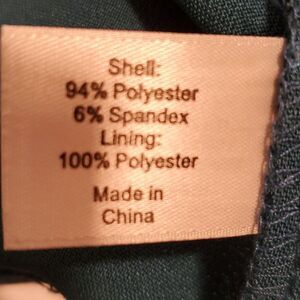 Shell:
94% Polyester
6% Spandex
Lining:
100% Polyester
Made in
China